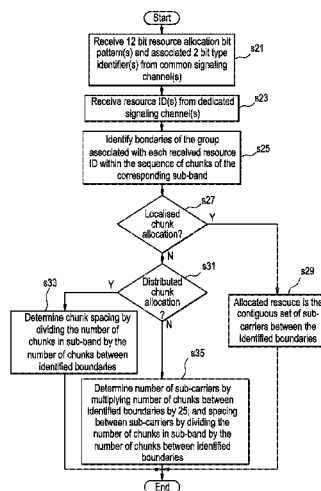 Start
Receive 12 bit resource allocation bit
pattern(s) and associated 2 bit type
identifier(s) from common signaling
channel(s)
s21
Receive resource ID(s) from dedicated
signaling channel(s)
s23
Identify bondaries of the group
associated with each received resource
ID within the sequence of chunks of the
corresponding sub-band
s25
Localised
chunk
allocation?
s27
Y
N
Distributed
chunk
allocation
?
s31
Y
N
s33
Determine chunk spacing by
dividing the number of
chunks in sub-band by the
number of chunks between
identified boundaries
s29
Allocated resouce is the
contiguous set of sub-
carriers between the
identified boundaries
s35
Determine number of sub-carriers by
multiplying number of chunks between
identified boundaries by 25; and spacing
between sub-carriers by dividing the
number of chunks in sub-band by the
number of chunks between identified
boundaries
End